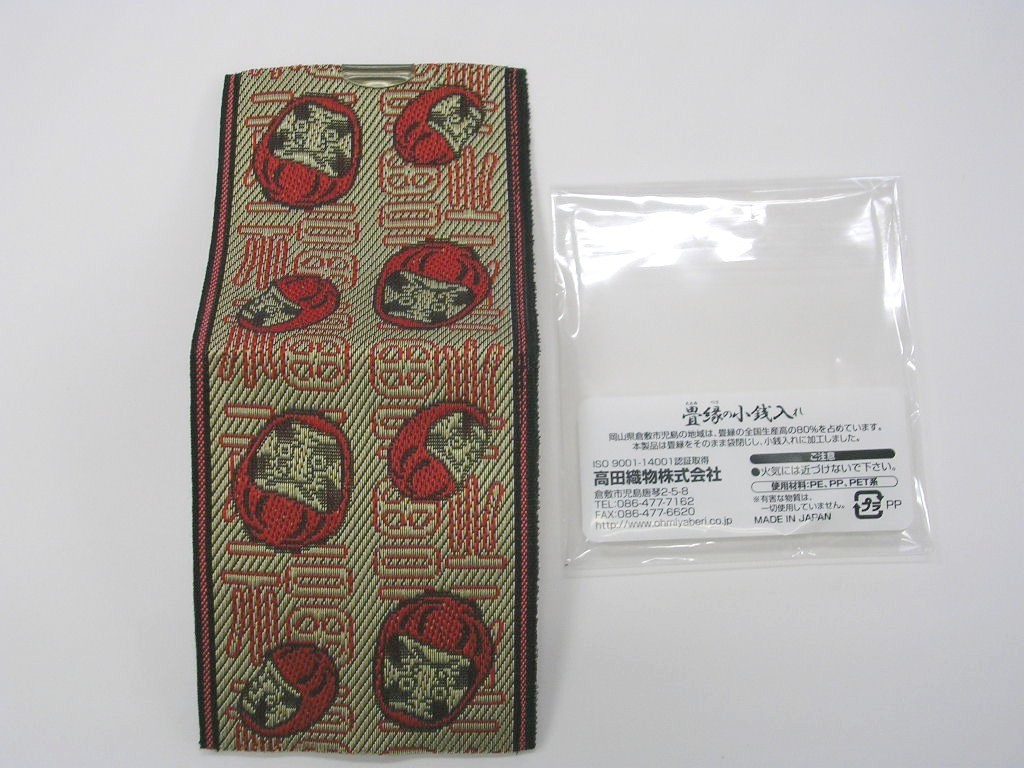 畳縁の小銭入れ
たたみ べり
岡山県倉敷市児島の地域は、畳縁の全国生産高の80%を占めています。
本製品は畳縁をそのまま袋閉じし、小銭入れに加工しました。
ISO 9001-14001認証取得
高田織物株式会社
倉敷市児島唐琴2-5-8
TEL:086-477-7162
FAX:086-477-6620
http://www.ohmiyaberi.co.jp
ご注意
●火気には近づけないで下さい。
使用材料:PE、PP、PET系
※有害な物質は、
一切使用していません。
MADE IN JAPAN
プラ PP